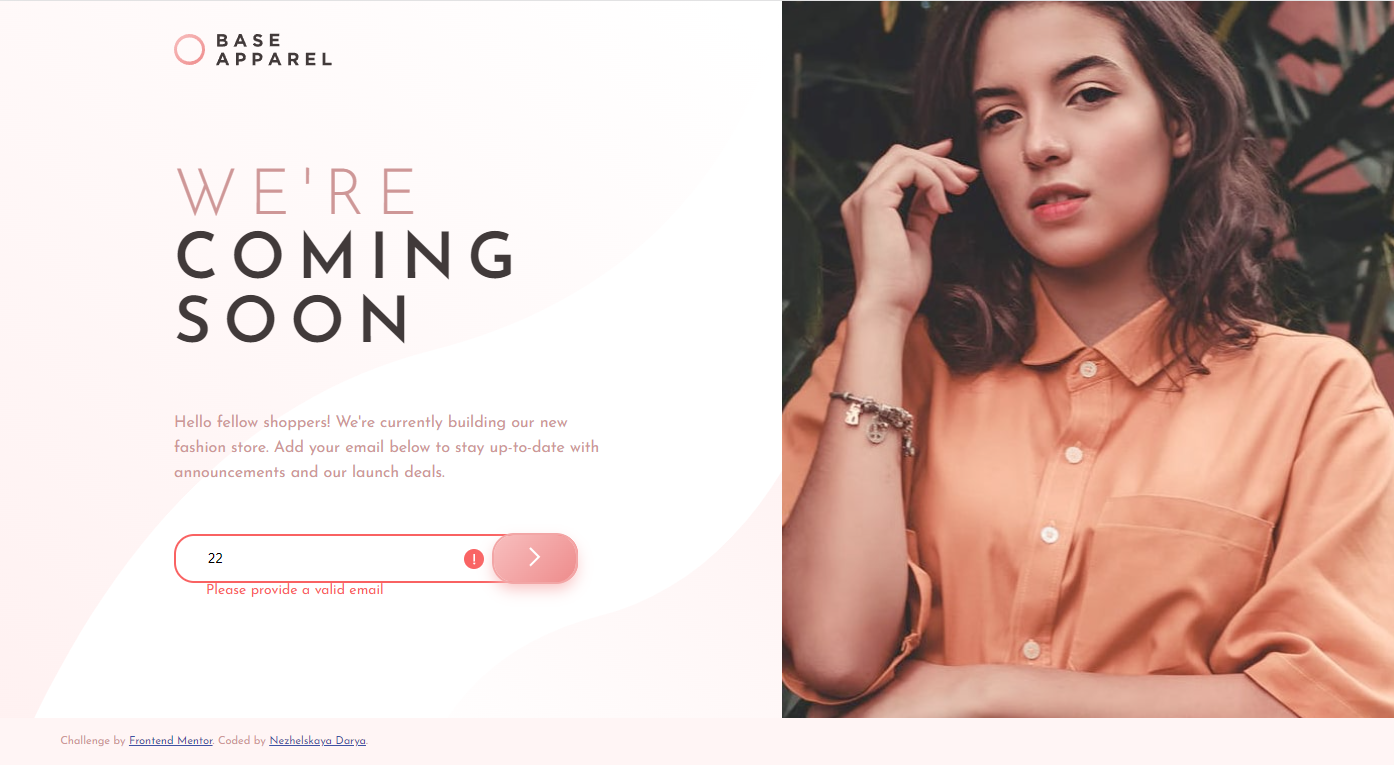 BASE
APPAREL
WE'RE
COMING
SOON
Hello fellow shoppers! We're currently building our new
fashion store. Add your email below to stay up-to-date with
announcements and our launch deals.
22
!
Please provide a valid email
Challenge by Frontend Mentor. Coded by Nezhelskaya Darya.